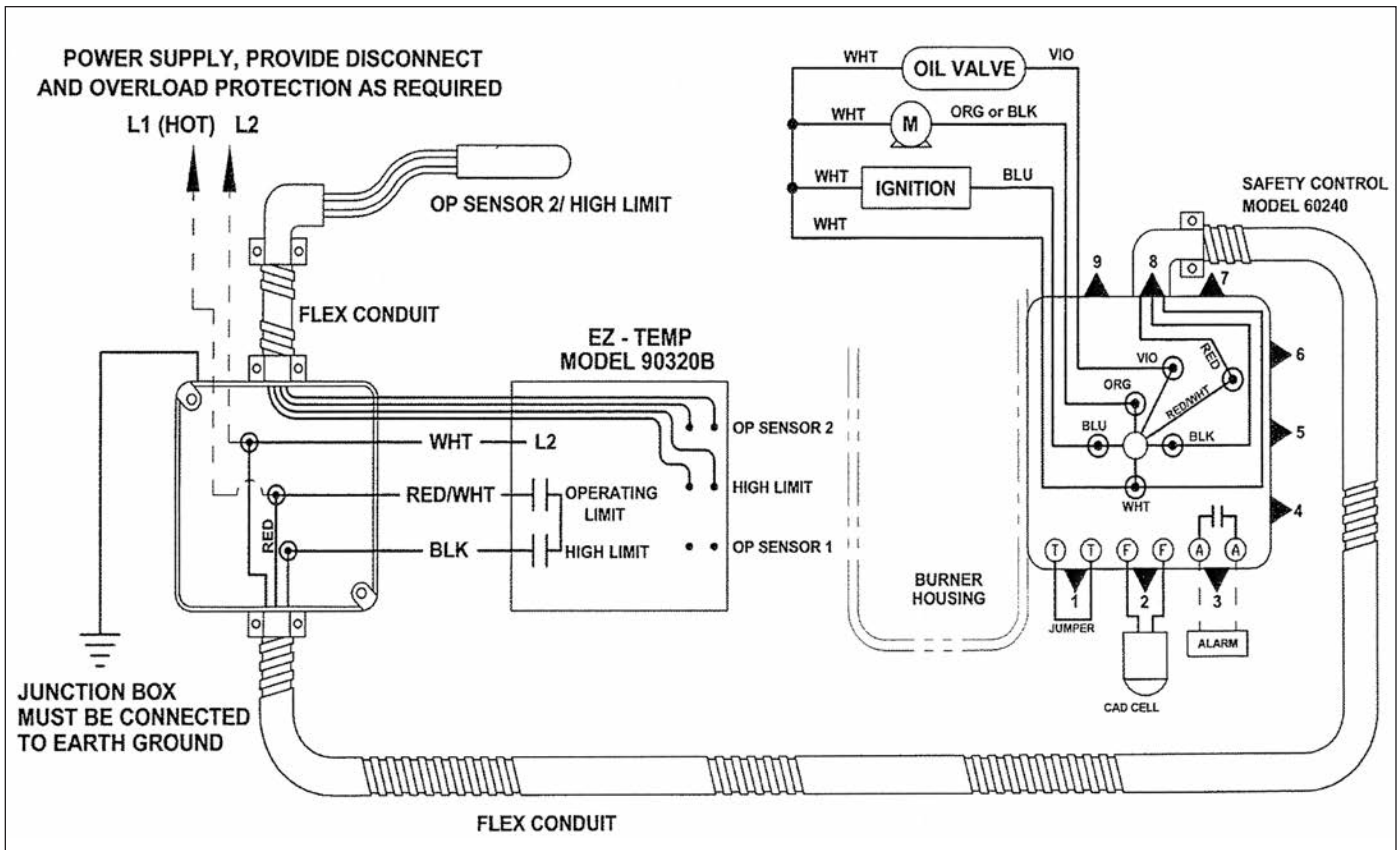 POWER SUPPLY, PROVIDE DISCONNECT
AND OVERLOAD PROTECTION AS REQUIRED
L1 (HOT) L2
OP SENSOR 2/ HIGH LIMIT
FLEX CONDUIT
EZ - TEMP
MODEL 90320B
WHT L2
RED/WHT
OPERATING
LIMIT
RED
BLK
HIGH LIMIT
OP SENSOR 2
HIGH LIMIT
OP SENSOR 1
JUNCTION BOX
MUST BE CONNECTED
TO EARTH GROUND
FLEX CONDUIT
WHT OIL VALVE VIO
WHT M ORG or BLK
WHT IGNITION BLU
WHT
SAFETY CONTROL
MODEL 60240
9 8 7
6
5
4
VIO
RED
ORG
RED/WHT
BLU
BLK
WHT
T T F F A A
1 2 3
JUMPER
ALARM
CAD CELL
BURNER
HOUSING